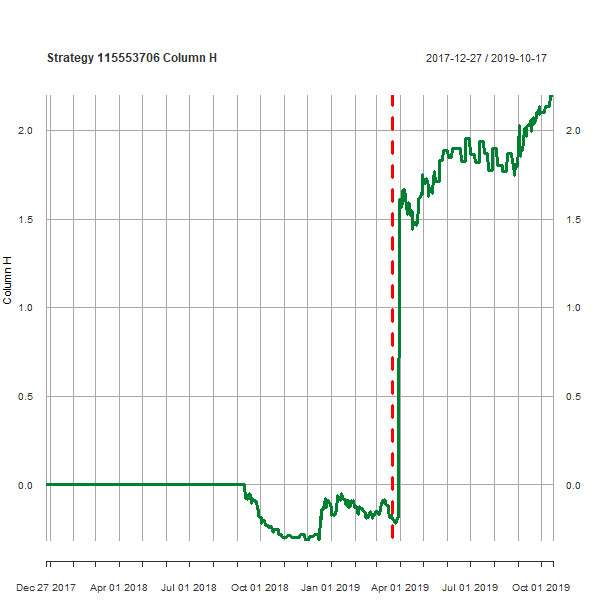 Strategy 115553706 Column H
2017-12-27 / 2019-10-17
2.0 2.0
1.5 1.5
1.0 1.0
0.5 0.5
0.0 0.0
Column H
Dec 27 2017 Apr 01 2018 Jul 01 2018 Oct 01 2018 Jan 01 2019 Apr 01 2019 Jul 01 2019 Oct 01 2019